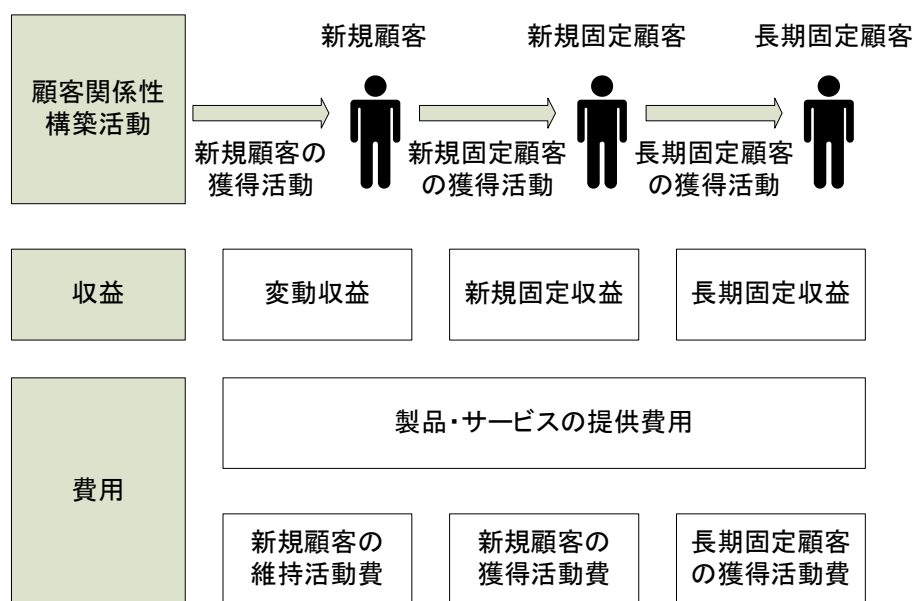 新規顧客
新規固定顧客
長期固定顧客
顧客関係性
構築活動
新規顧客の
獲得活動
新規固定顧客
の獲得活動
長期固定顧客
の獲得活動
収益
変動収益
新規固定収益
長期固定収益
費用
製品・サービスの提供費用
新規顧客の
維持活動費
新規顧客の
獲得活動費
長期固定顧客
の獲得活動費